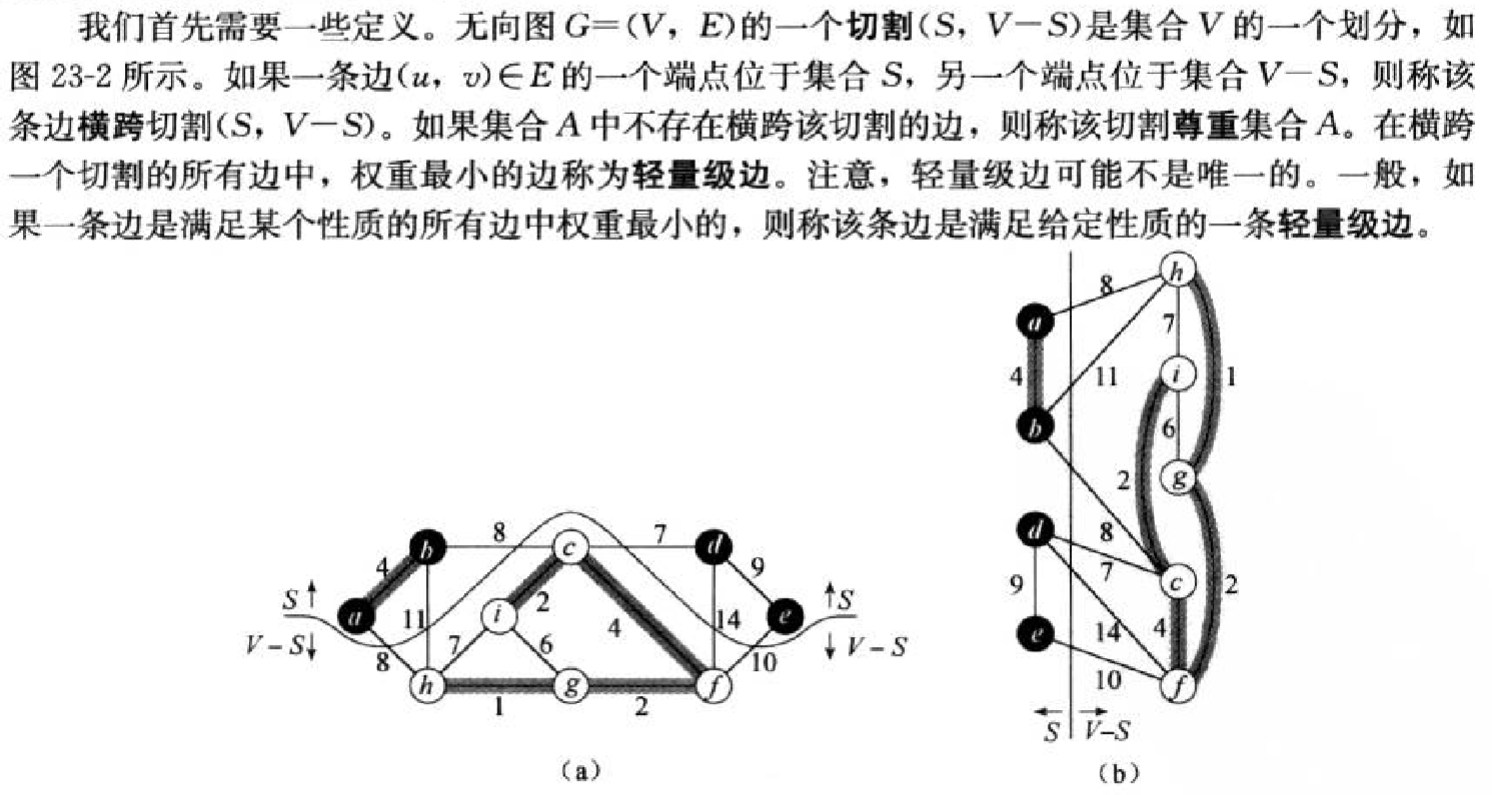 我们首先需要一些定义。无向图 G=(V, E)的一个切割(S, V-S)是集合 V 的一个划分，如
图 23-2 所示。如果一条边(u, v)∈E 的一个端点位于集合 S，另一个端点位于集合 V-S，则称该
条边横跨切割(S, V-S)。如果集合 A 中不存在横跨该切割的边，则称该切割尊重集合 A。在横跨
一个切割的所有边中，权重最小的边称为轻量级边。注意，轻量级边可能不是唯一的。一般，如
果一条边是满足某个性质的所有边中权重最小的，则称该条边是满足给定性质的一条轻量级边。
h
8
a
7
4
11
i
1
b
6
2
g
d
8
7
c
9
2
e
14
4
10
f
S
V-S
b
8
c
7
d
4
9
S↑
a
11
i
2
4
14
e
↑S
V-S↓
8
7
6
10
↓V-S
h
g
f
1
2
(a)
(b)